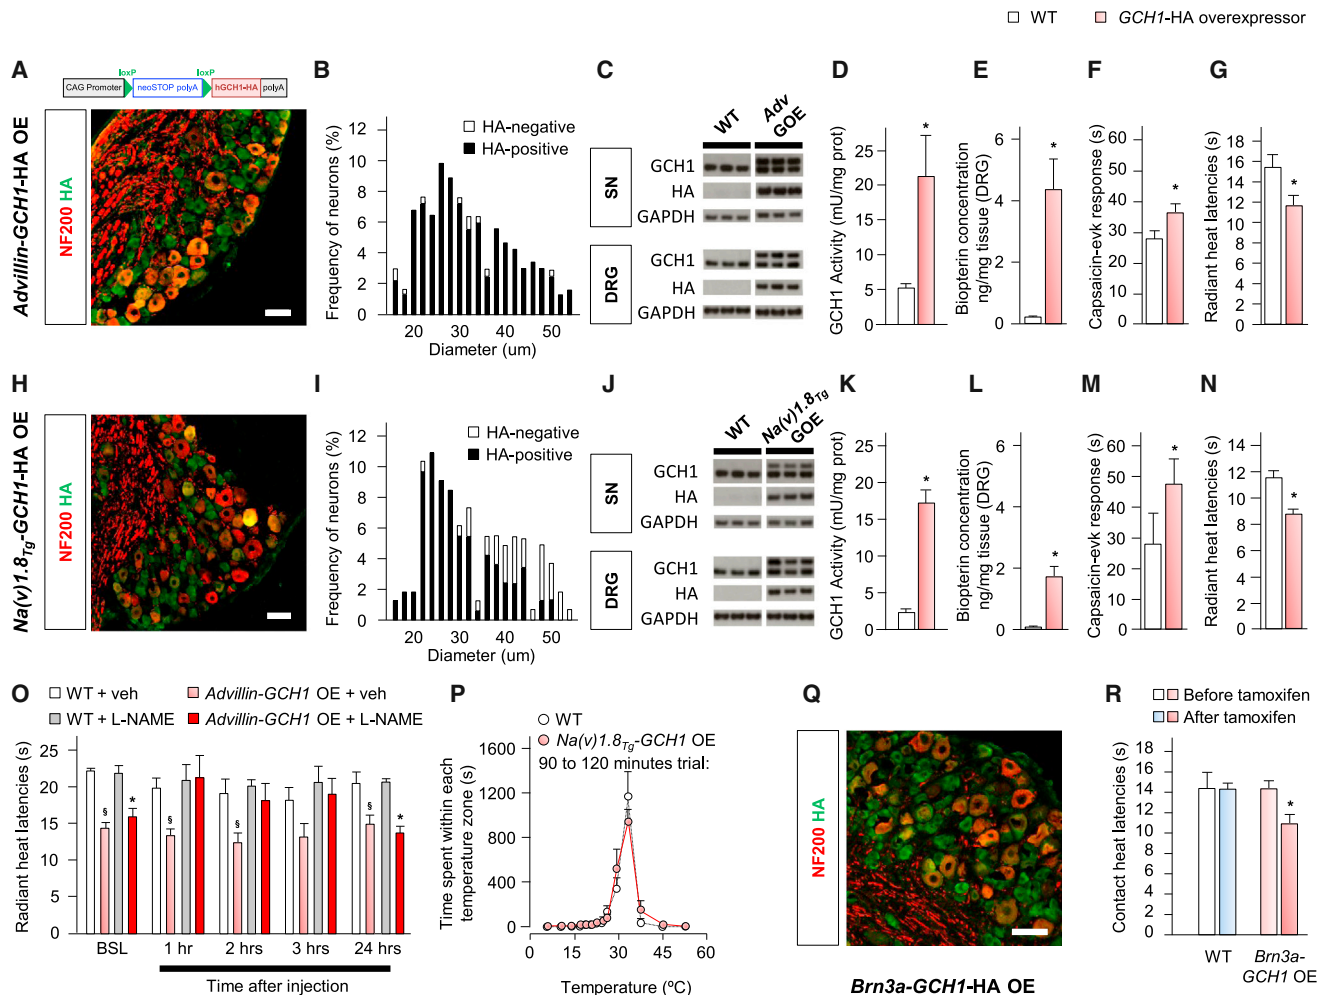 WT GCH1-HA overexpressor
A B C D E F G
loxP loxP
CAG Promoter neoSTOP polyA hGCH1-HA polyA
Advillin-GCH1-HA OE
NF200 HA
Frequency of neurons (%)
12
10
8
6
4
2
0
HA-negative
HA-positive
20 30 40 50
Diameter (um)
WT Adv GOE
SN
GCH1
HA
GAPDH
DRG
GCH1
HA
GAPDH
GCH1 Activity (mU/mg prot)
25
20
15
10
5
0
*
Biopterin concentration
ng/mg tissue (DRG)
6
4
2
0
*
Capsaicin-evk response (s)
60
50
40
30
20
10
0
*
Radiant heat latencies (s)
18
16
14
12
10
8
6
4
2
0
*
H I J K L M N
Na(v)1.8Tg-GCH1-HA OE
NF200 HA
Frequency of neurons (%)
12
10
8
6
4
2
0
HA-negative
HA-positive
20 30 40 50
Diameter (um)
WT Na(v)1.8Tg GOE
SN
GCH1
HA
GAPDH
DRG
GCH1
HA
GAPDH
GCH1 Activity (mU/mg prot)
25
20
15
10
5
0
*
Biopterin concentration
ng/mg tissue (DRG)
6
4
2
0
*
Capsaicin-evk response (s)
60
50
40
30
20
10
0
*
Radiant heat latencies (s)
14
12
10
8
6
4
2
0
*
O P Q R
WT + veh Advillin-GCH1 OE + veh
WT + L-NAME Advillin-GCH1 OE + L-NAME
Radiant heat latencies (s)
25
20
15
10
5
0
§ * § § § *
BSL 1 hr 2 hrs 3 hrs 24 hrs
Time after injection
WT
Na(v)1.8Tg-GCH1 OE
90 to 120 minutes trial:
Time spent within each
temperature zone (s)
1600
1200
800
400
0
0 15 30 45 60
Temperature (ºC)
NF200 HA
Brn3a-GCH1-HA OE
Before tamoxifen
After tamoxifen
Contact heat latencies (s)
18
16
14
12
10
8
6
4
2
0
*
WT Brn3a-
GCH1 OE